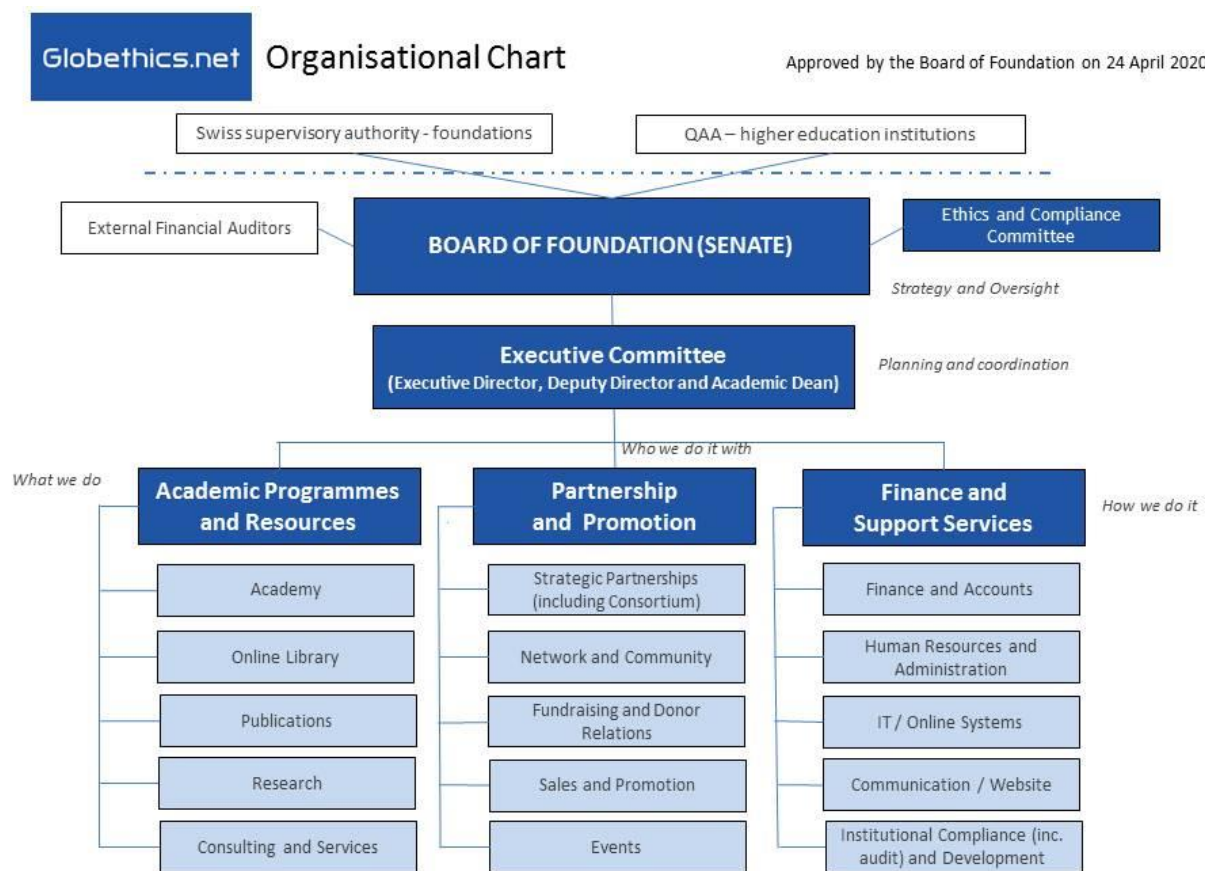 Globethics.net
Organisational Chart
Approved by the Board of Foundation on 24 April 2020
Swiss supervisory authority - foundations
QAA – higher education institutions
External Financial Auditors
BOARD OF FOUNDATION (SENATE)
Ethics and Compliance
Committee
Strategy and Oversight
Executive Committee
(Executive Director, Deputy Director and Academic Dean)
Planning and coordination
Who we do it with
What we do
Academic Programmes
and Resources
Partnership
and Promotion
Finance and
Support Services
How we do it
Academy
Strategic Partnerships
(including Consortium)
Finance and Accounts
Online Library
Network and Community
Human Resources and
Administration
Publications
Fundraising and Donor
Relations
IT / Online Systems
Research
Sales and Promotion
Communication / Website
Consulting and Services
Events
Institutional Compliance (inc.
audit) and Development